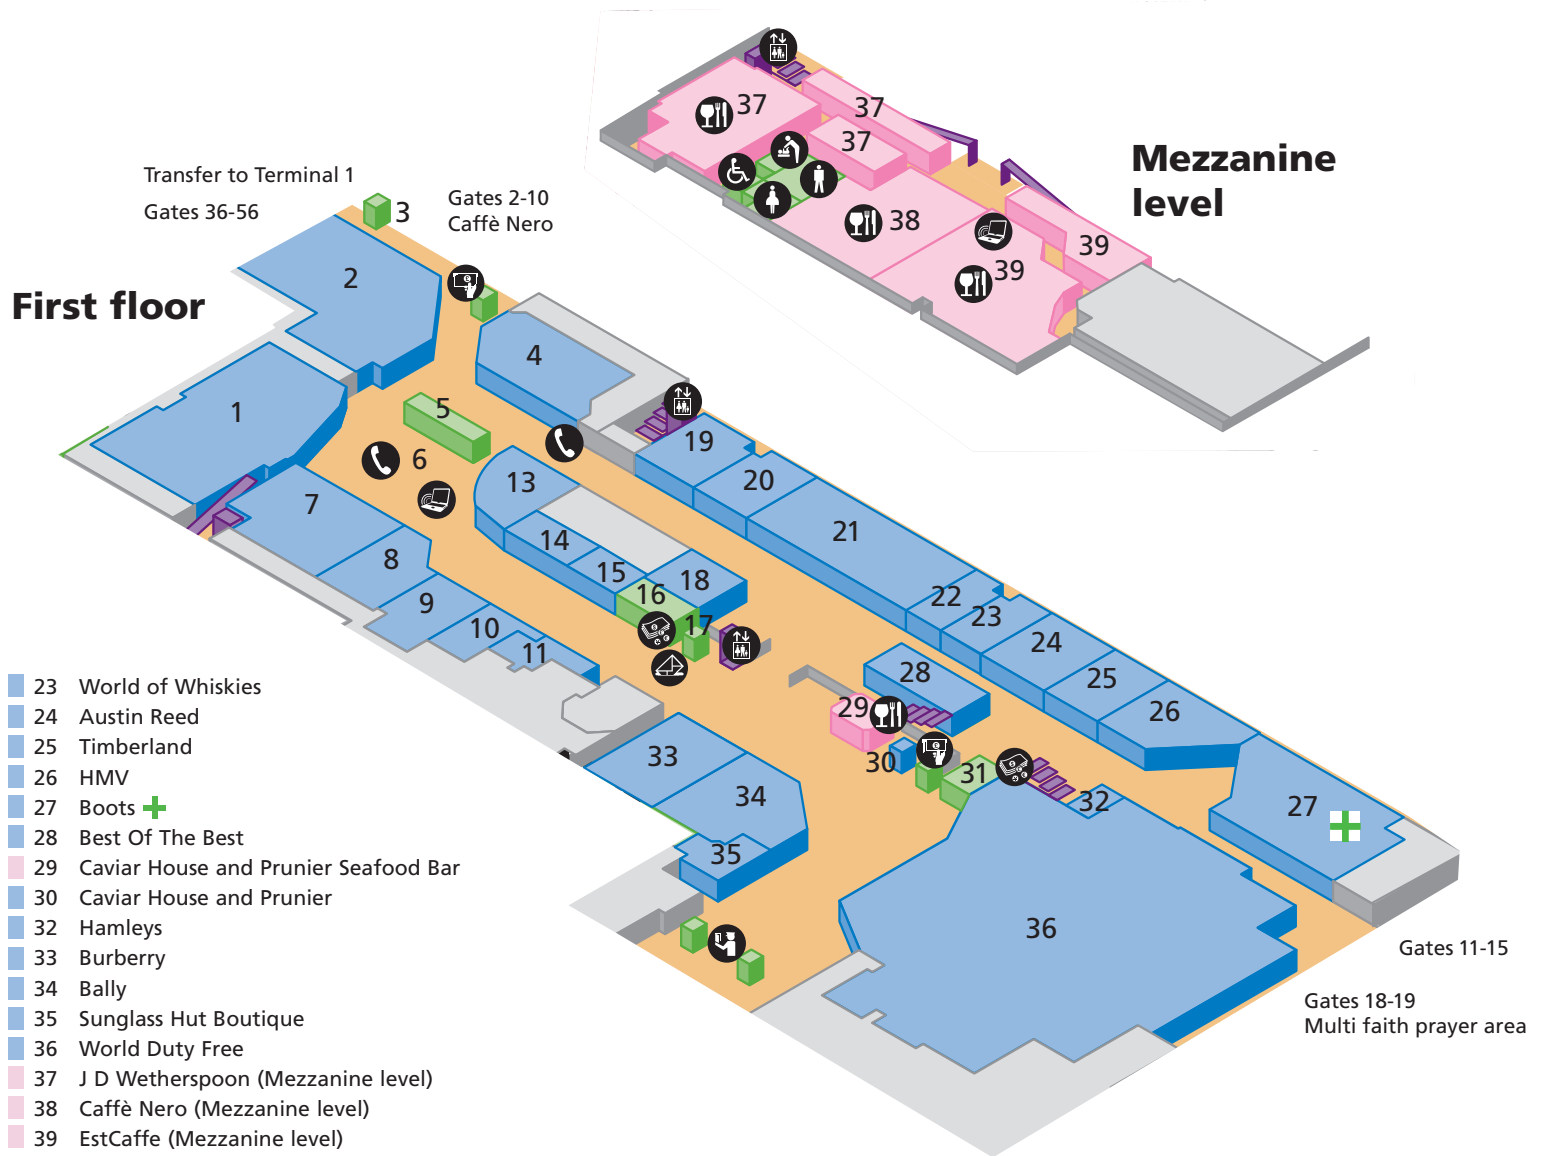 Mezzanine
level
37
37
37
38
39
39
Transfer to Terminal 1
Gates 36-56
3
Gates 2-10
Caffè Nero
First floor
2
4
1
5
6
19
20
13
7
21
14
8
15
18
16
22
9
23
17
10
24
11
28
25
29
26
33
30
31
34
32
27
35
36
Gates 11-15
Gates 18-19
Multi faith prayer area
23 World of Whiskies
24 Austin Reed
25 Timberland
26 HMV
27 Boots
28 Best Of The Best
29 Caviar House and Prunier Seafood Bar
30 Caviar House and Prunier
32 Hamleys
33 Burberry
34 Bally
35 Sunglass Hut Boutique
36 World Duty Free
37 J D Wetherspoon (Mezzanine level)
38 Caffè Nero (Mezzanine level)
39 EstCaffe (Mezzanine level)